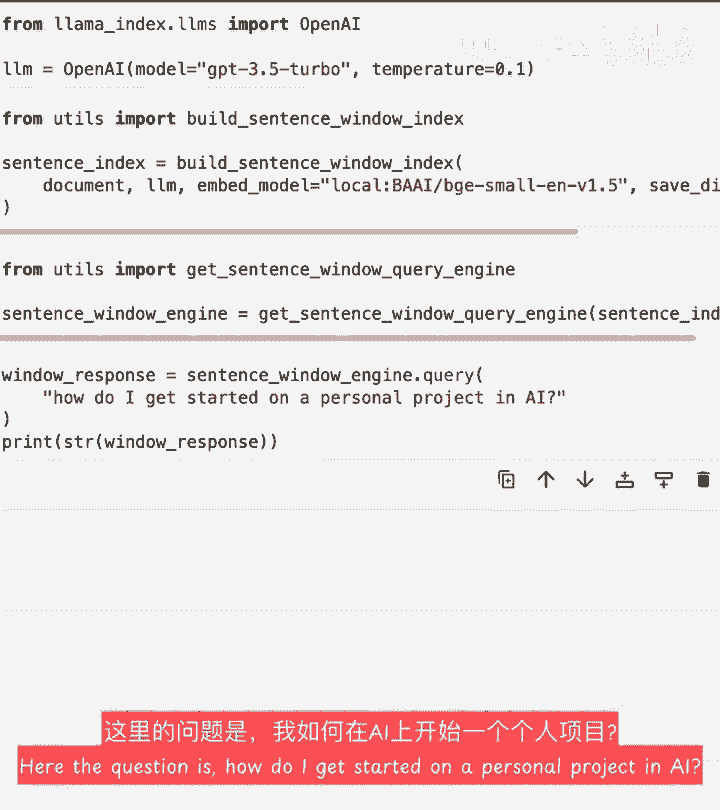 from llama_index.llms import OpenAI
llm = OpenAI(model="gpt-3.5-turbo", temperature=0.1)
from utils import build_sentence_window_index
sentence_index = build_sentence_window_index(
    document, llm, embed_model="local:BAAI/bge-small-en-v1.5", save_di
)
from utils import get_sentence_window_query_engine
sentence_window_engine = get_sentence_window_query_engine(sentence_ind
window_response = sentence_window_engine.query(
    "how do I get started on a personal project in AI?"
)
print(str(window_response))
这里的问题是，我如何在AI上开始一个个人项目?
Here the question is, how do I get started on a personal project in AI?